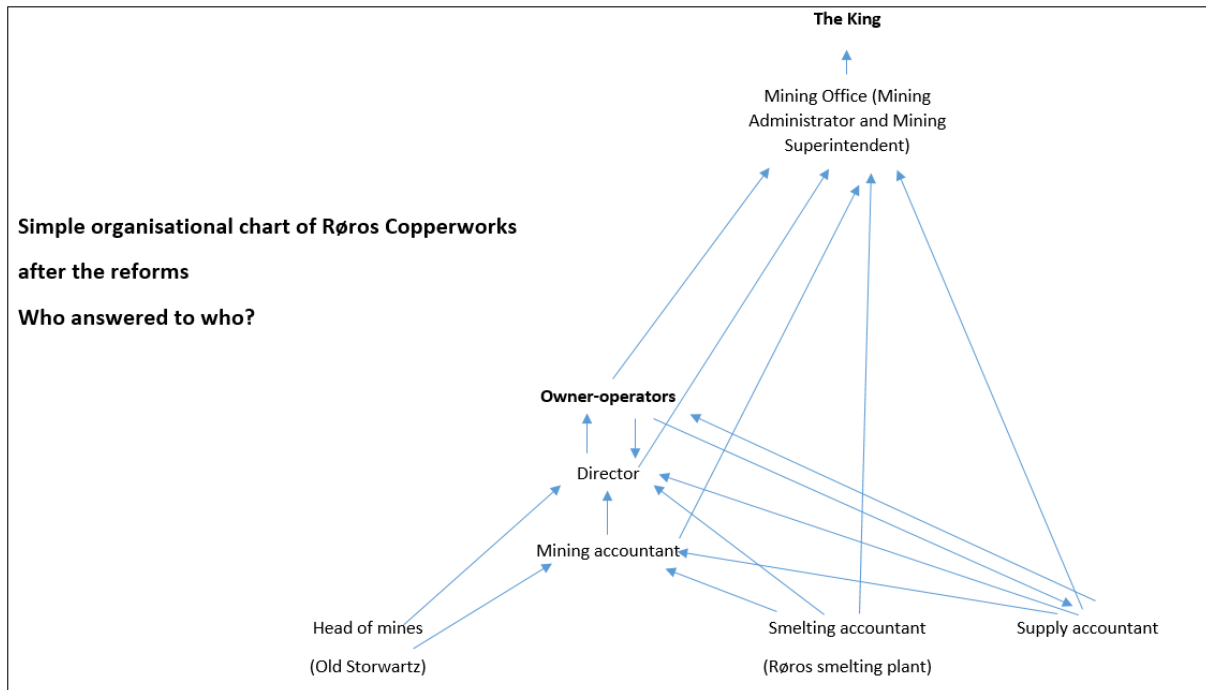 The King
Mining Office (Mining
Administrator and Mining
Superintendent)
Simple organisational chart of Røros Copperworks
after the reforms
Who answered to who?
Owner-operators
Director
Mining accountant
Head of mines
(Old Storwartz)
Smelting accountant
(Røros smelting plant)
Supply accountant